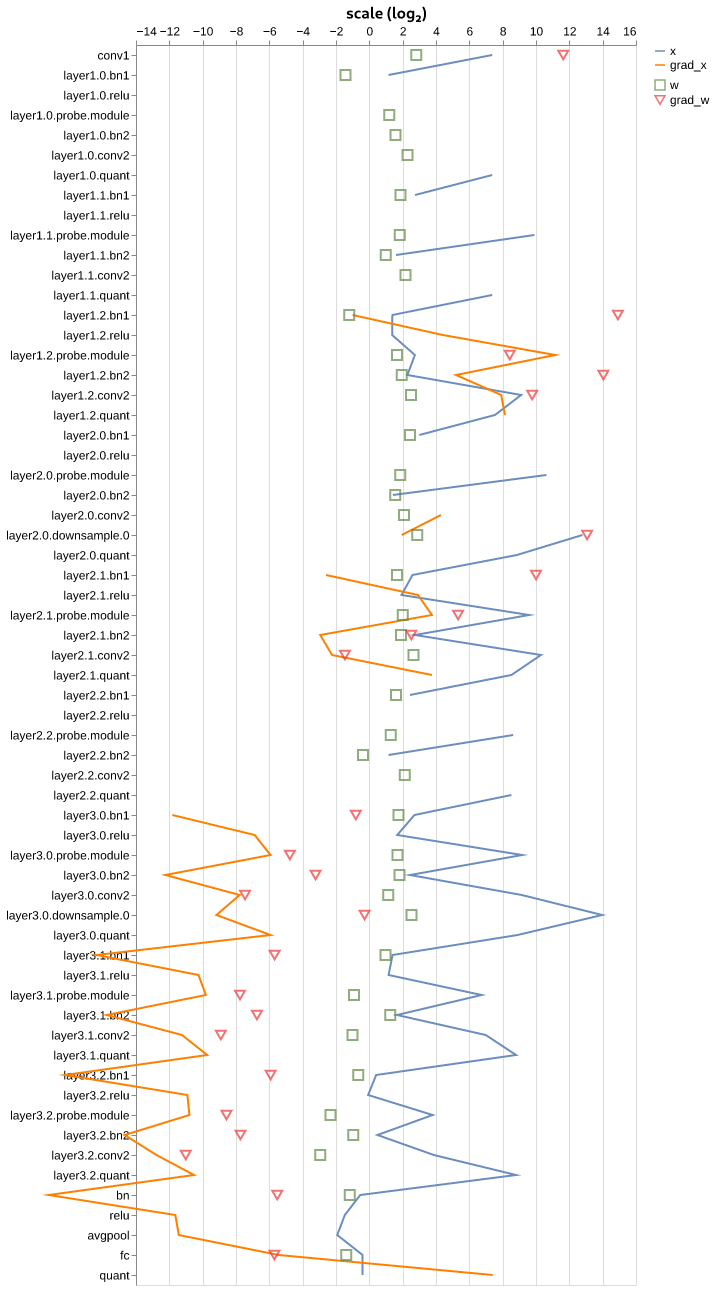 scale (log₂)
−14 −12 −10 −8 −6 −4 −2 0 2 4 6 8 10 12 14 16
x
grad_x
w
grad_w
conv1
layer1.0.bn1
layer1.0.relu
layer1.0.probe.module
layer1.0.bn2
layer1.0.conv2
layer1.0.quant
layer1.1.bn1
layer1.1.relu
layer1.1.probe.module
layer1.1.bn2
layer1.1.conv2
layer1.1.quant
layer1.2.bn1
layer1.2.relu
layer1.2.probe.module
layer1.2.bn2
layer1.2.conv2
layer1.2.quant
layer2.0.bn1
layer2.0.relu
layer2.0.probe.module
layer2.0.bn2
layer2.0.conv2
layer2.0.downsample.0
layer2.0.quant
layer2.1.bn1
layer2.1.relu
layer2.1.probe.module
layer2.1.bn2
layer2.1.conv2
layer2.1.quant
layer2.2.bn1
layer2.2.relu
layer2.2.probe.module
layer2.2.bn2
layer2.2.conv2
layer2.2.quant
layer3.0.bn1
layer3.0.relu
layer3.0.probe.module
layer3.0.bn2
layer3.0.conv2
layer3.0.downsample.0
layer3.0.quant
layer3.1.bn1
layer3.1.relu
layer3.1.probe.module
layer3.1.bn2
layer3.1.conv2
layer3.1.quant
layer3.2.bn1
layer3.2.relu
layer3.2.probe.module
layer3.2.bn2
layer3.2.conv2
layer3.2.quant
bn
relu
avgpool
fc
quant